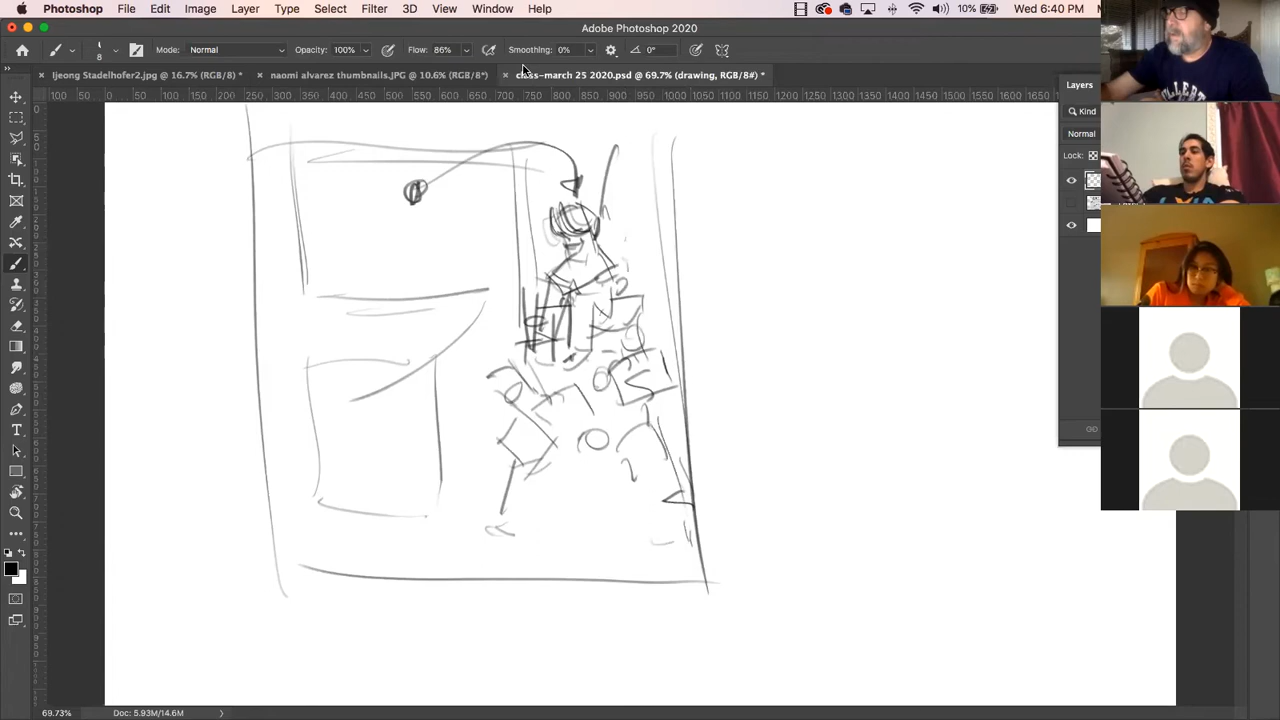 Photoshop File Edit Image Layer Type Select Filter 3D View Window Help 10% Wed 6:40 PM
Adobe Photoshop 2020
8 Mode: Normal Opacity: 100% Flow: 86% Smoothing: 0% 0°
Ijeong Stadelhofer2.jpg @ 16.7% (RGB/8) * naomi alvarez thumbnails.JPG @ 10.6% (RGB/8*) class-march 25 2020.psd @ 69.7% (drawing, RGB/8#) *
Layers
Kind
Normal
Lock:
69.73% Doc: 5.93M/14.6M